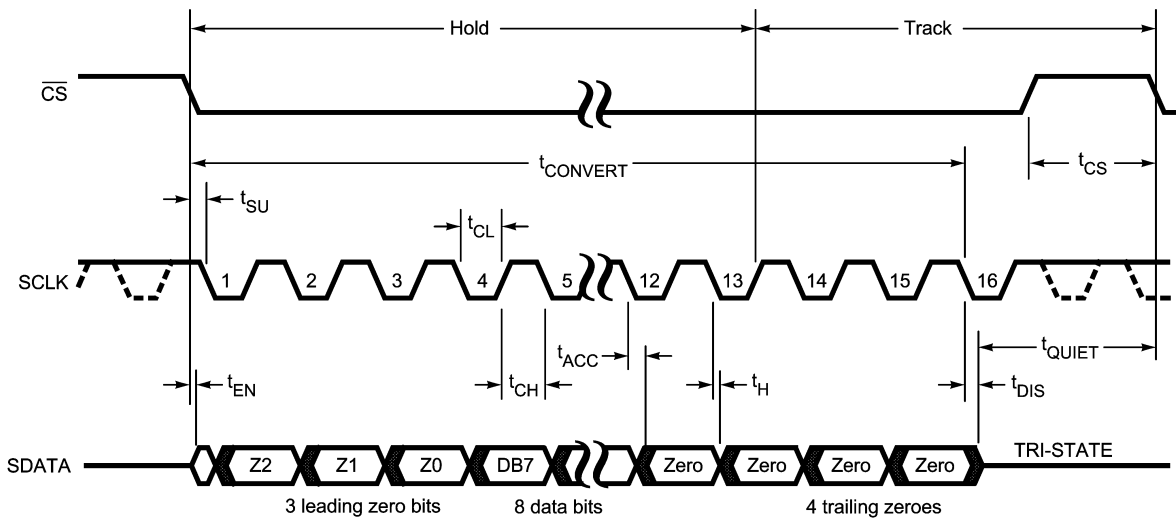 Hold
Track
CS
tCONVERT
tCS
tSU
tCL
SCLK
1
2
3
4
5
12
13
14
15
16
tACC
tQUIET
tEN
tCH
tH
tDIS
SDATA
Z2
Z1
Z0
DB7
Zero
Zero
Zero
Zero
TRI-STATE
3 leading zero bits
8 data bits
4 trailing zeroes